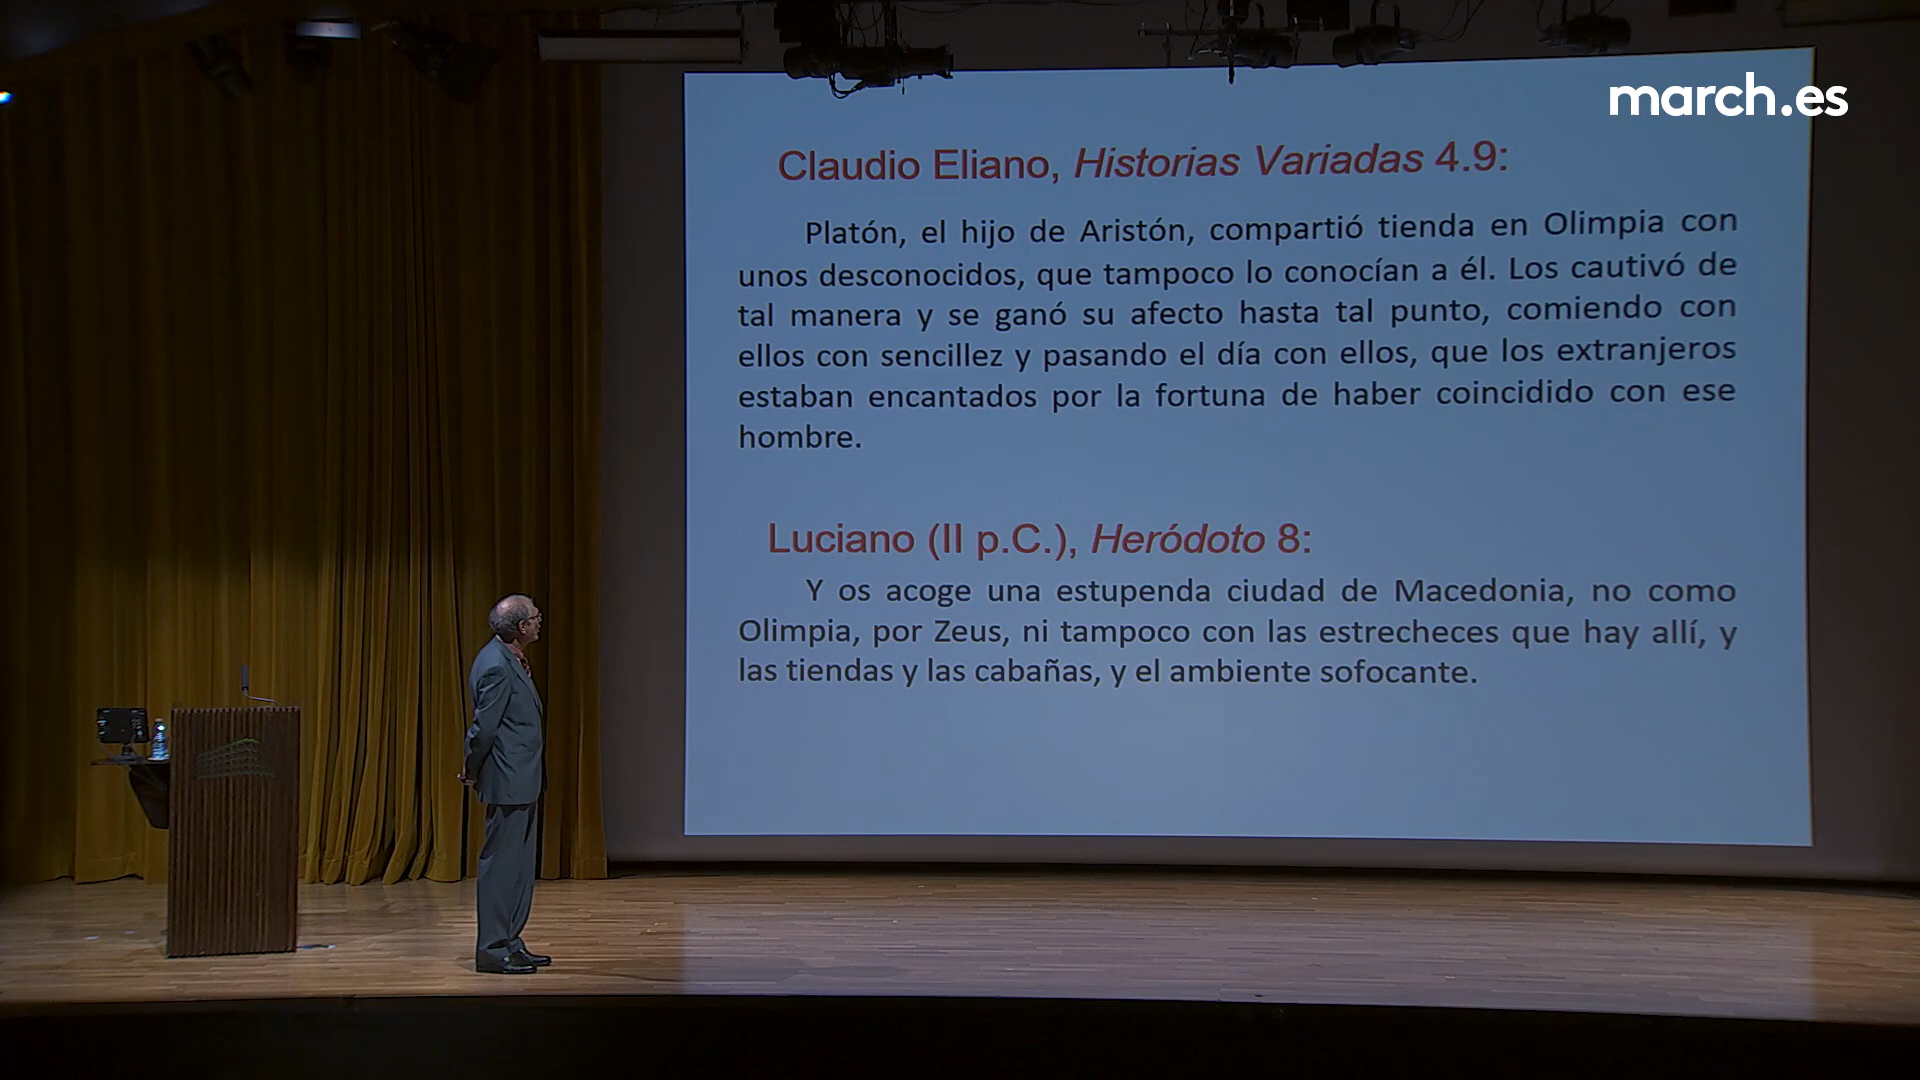 march.es
Claudio Eliano, Historias Variadas 4.9:
Platón, el hijo de Aristón, compartió tienda en Olimpia con
unos desconocidos, que tampoco lo conocían a él. Los cautivó de
tal manera y se ganó su afecto hasta tal punto, comiendo con
ellos con sencillez y pasando el día con ellos, que los extranjeros
estaban encantados por la fortuna de haber coincidido con ese
hombre.
Luciano (II p.C.), Heródoto 8:
Y os acoge una estupenda ciudad de Macedonia, no como
Olimpia, por Zeus, ni tampoco con las estrecheces que hay allí, y
las tiendas y las cabañas, y el ambiente sofocante.